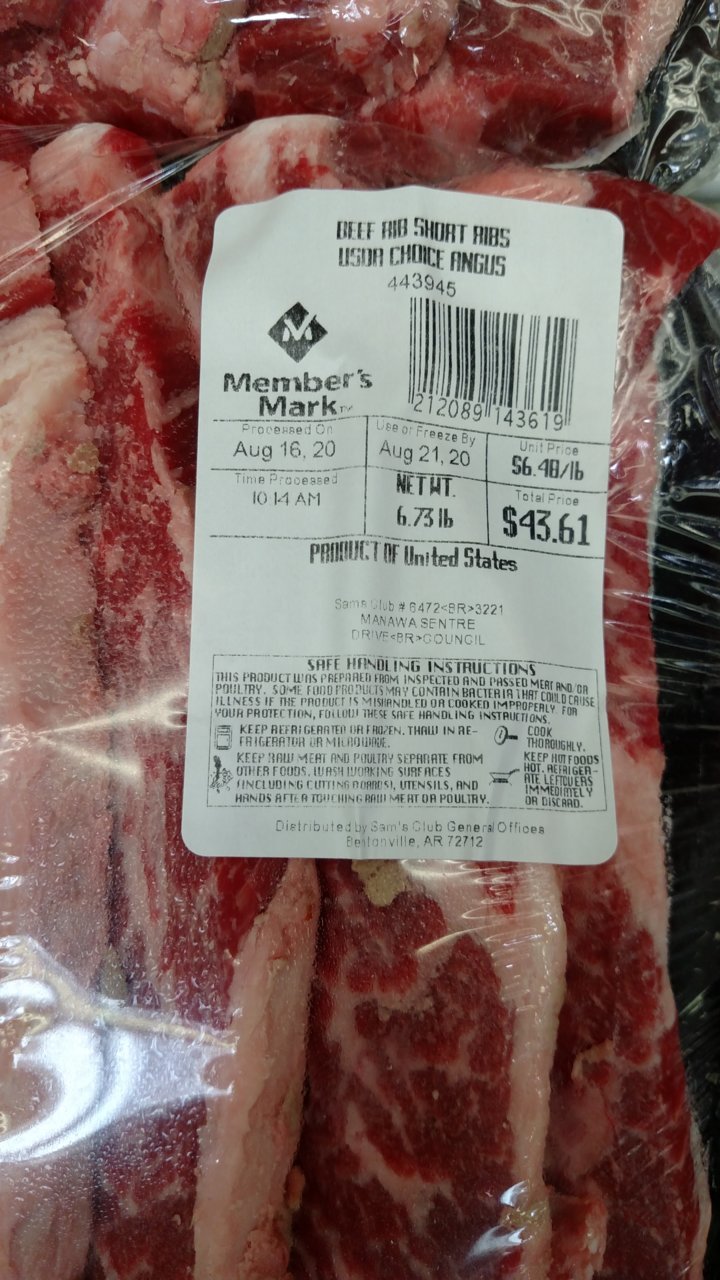 BEEF RIB SHORT RIBS
USDA CHOICE ANGUS
443945
Member's
Mark™
212089 143619
Processed On
Aug 16, 20
Use or Freeze By
Aug 21, 20
Unit Price
$6.48/lb
Time Processed
10:14 AM
NET WT.
6.73 lb
Total Price
$43.61
PRODUCT OF United States
Sams Club # 6472<BR>3221
MANAWA SENTRE
DRIVE<BR>COUNCIL
SAFE HANDLING INSTRUCTIONS
THIS PRODUCT WAS PREPARED FROM INSPECTED AND PASSED MEAT AND/OR
POULTRY. SOME FOOD PRODUCTS MAY CONTAIN BACTERIA THAT COULD CAUSE
ILLNESS IF THE PRODUCT IS MISHANDLED OR COOKED IMPROPERLY. FOR
YOUR PROTECTION, FOLLOW THESE SAFE HANDLING INSTRUCTIONS.
KEEP REFRIGERATED OR FROZEN. THAW IN RE-
FRIGERATOR OR MICROWAVE.
KEEP RAW MEAT AND POULTRY SEPARATE FROM
OTHER FOODS. WASH WORKING SURFACES
(INCLUDING CUTTING BOARDS), UTENSILS, AND
HANDS AFTER TOUCHING RAW MEAT OR POULTRY.
COOK
THOROUGHLY.
KEEP HOT FOODS
HOT. REFRIGER-
ATE LEFTOVERS
IMMEDIATELY
OR DISCARD.
Distributed by Sam's Club General Offices
Bentonville, AR 72712